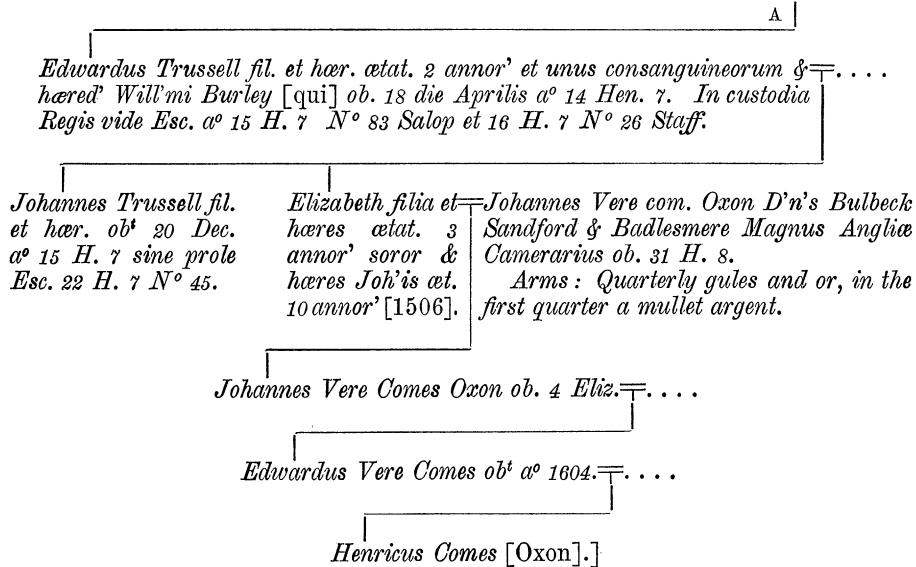 A
Edwardus Trussell fil. et hær. ætat. 2 annor' et unus consanguineorum & = . . . .
hæred' Will'mi Burley [qui] ob. 18 die Aprilis aº 14 Hen. 7. In custodia
Regis vide Esc. aº 15 H. 7 Nº 83 Salop et 16 H. 7 Nº 26 Staff.
Johannes Trussell fil.
et hær. obᵗ 20 Dec.
aº 15 H. 7 sine prole
Esc. 22 H. 7 Nº 45.
Elizabeth filia et=
hæres ætat. 3
annor' soror &
hæres Joh'is æt.
10 annor' [1506].
Johannes Vere com. Oxon D'n's Bulbeck
Sandford & Badlesmere Magnus Angliæ
Camerarius ob. 31 H. 8.
Arms : Quarterly gules and or, in the
first quarter a mullet argent.
Johannes Vere Comes Oxon ob. 4 Eliz.= . . . .
Edwardus Vere Comes obᵗ aº 1604.= . . . .
Henricus Comes [Oxon].]